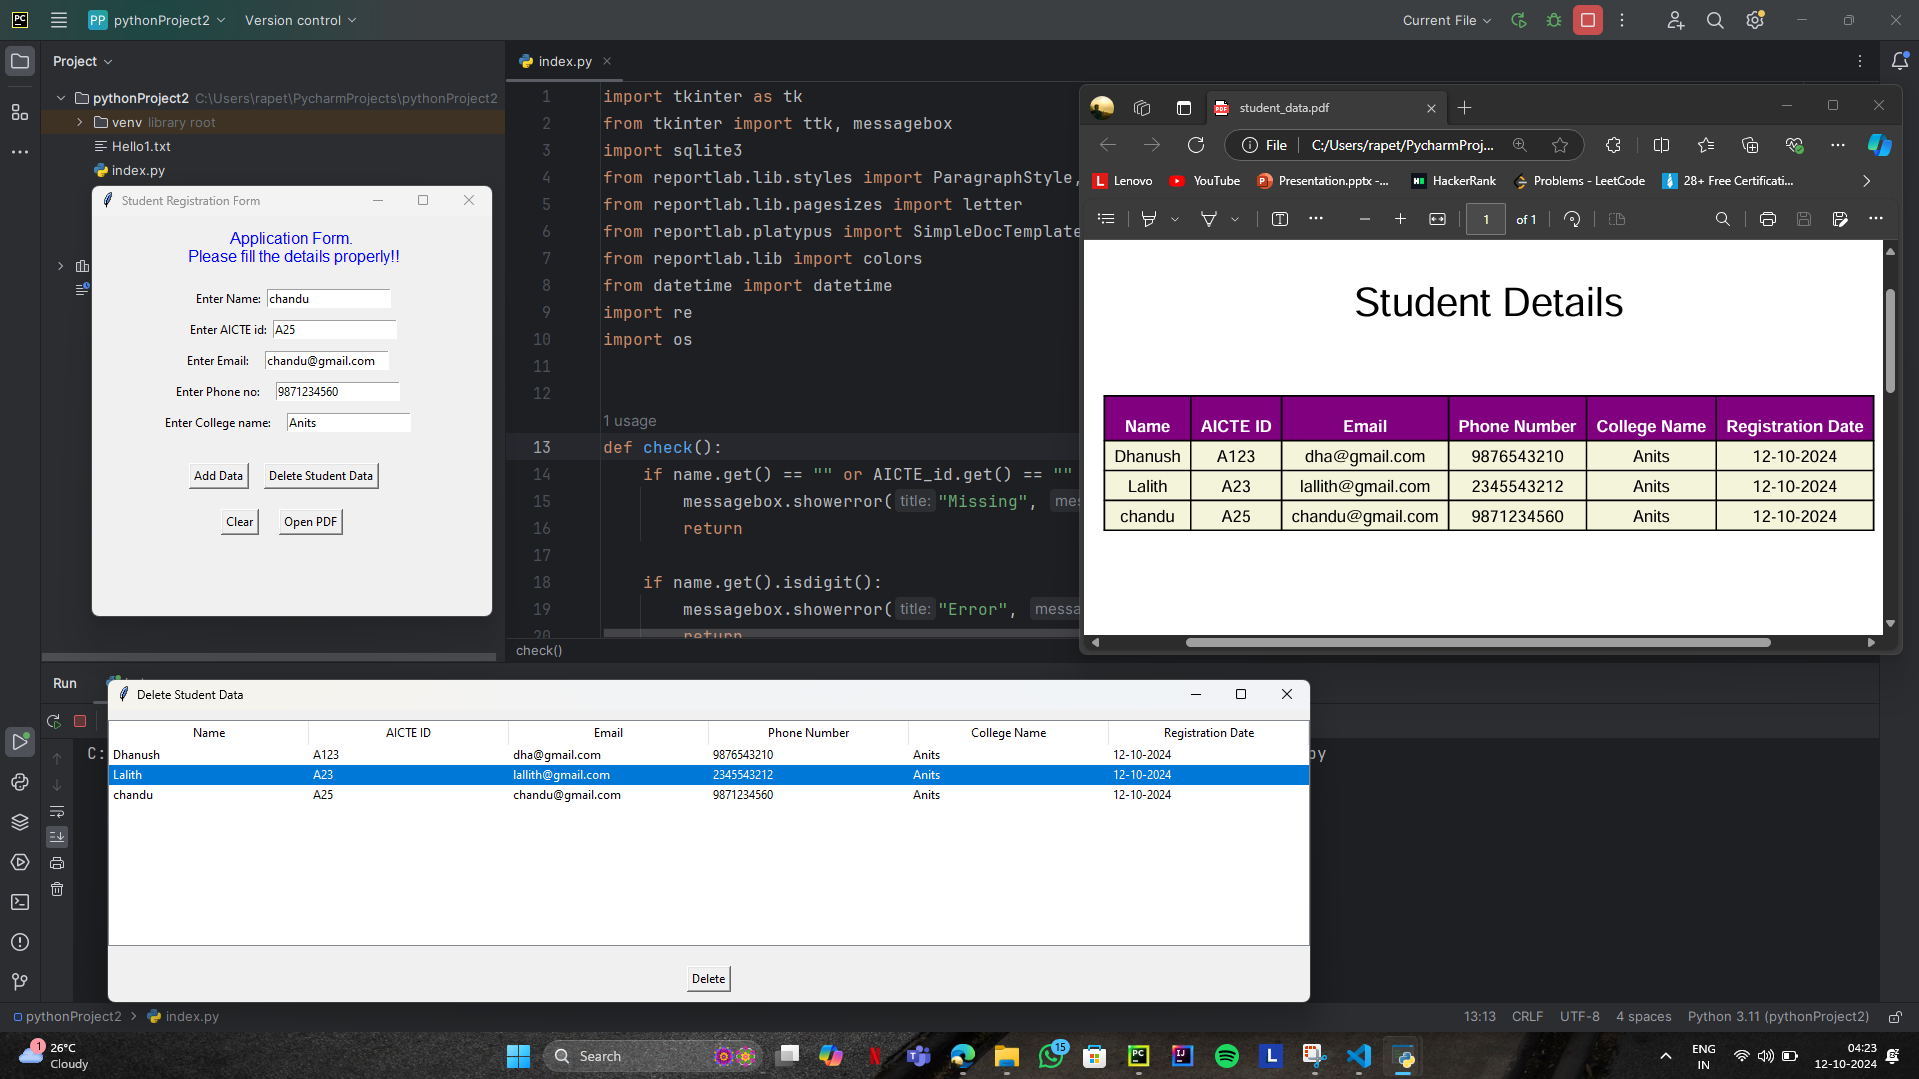 PC
PP pythonProject2
Version control
Current File
Project
index.py
pythonProject2 C:\Users\rapet\PycharmProjects\pythonProject2
venv library root
Hello1.txt
index.py
Student Registration Form
Application Form.
Please fill the details properly!!
Enter Name: chandu
Enter AICTE id: A25
Enter Email: chandu@gmail.com
Enter Phone no: 9871234560
Enter College name: Anits
Add Data Delete Student Data
Clear Open PDF
1 import tkinter as tk
2 from tkinter import ttk, messagebox
3 import sqlite3
4 from reportlab.lib.styles import ParagraphStyle,
5 from reportlab.lib.pagesizes import letter
6 from reportlab.platypus import SimpleDocTemplate
7 from reportlab.lib import colors
8 from datetime import datetime
9 import re
10 import os
11
12
1 usage
13 def check():
14 if name.get() == "" or AICTE_id.get() == ""
15 messagebox.showerror( title: "Missing", mes
16 return
17
18 if name.get().isdigit():
19 messagebox.showerror( title: "Error", messa
20 return
check()
student_data.pdf
File C:/Users/rapet/PycharmProj...
Lenovo YouTube Presentation.pptx -... HackerRank Problems - LeetCode 28+ Free Certificati...
1 of 1
Student Details
Name AICTE ID Email Phone Number College Name Registration Date
Dhanush A123 dha@gmail.com 9876543210 Anits 12-10-2024
Lalith A23 lallith@gmail.com 2345543212 Anits 12-10-2024
chandu A25 chandu@gmail.com 9871234560 Anits 12-10-2024
Run
C:
py
Delete Student Data
Name AICTE ID Email Phone Number College Name Registration Date
Dhanush A123 dha@gmail.com 9876543210 Anits 12-10-2024
Lalith A23 lallith@gmail.com 2345543212 Anits 12-10-2024
chandu A25 chandu@gmail.com 9871234560 Anits 12-10-2024
Delete
pythonProject2 > index.py
13:13 CRLF UTF-8 4 spaces Python 3.11 (pythonProject2)
1
26°C
Cloudy
Search
15
ENG
IN
04:23
12-10-2024